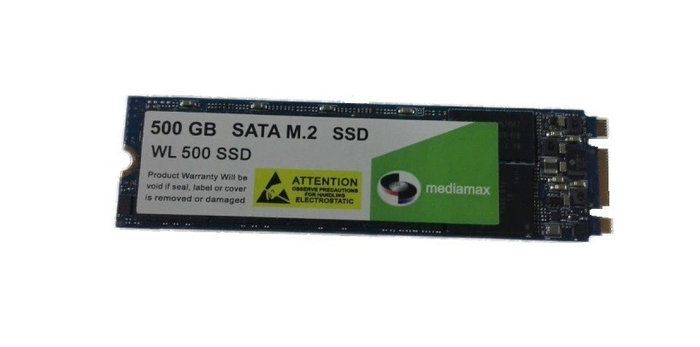 500 GB SATA M.2 SSD
WL 500 SSD
Product Warranty Will be
void if seal, label or cover
is removed or damaged
ATTENTION
OBSERVE PRECAUTIONS
FOR HANDLING
ELECTROSTATIC
mediamax